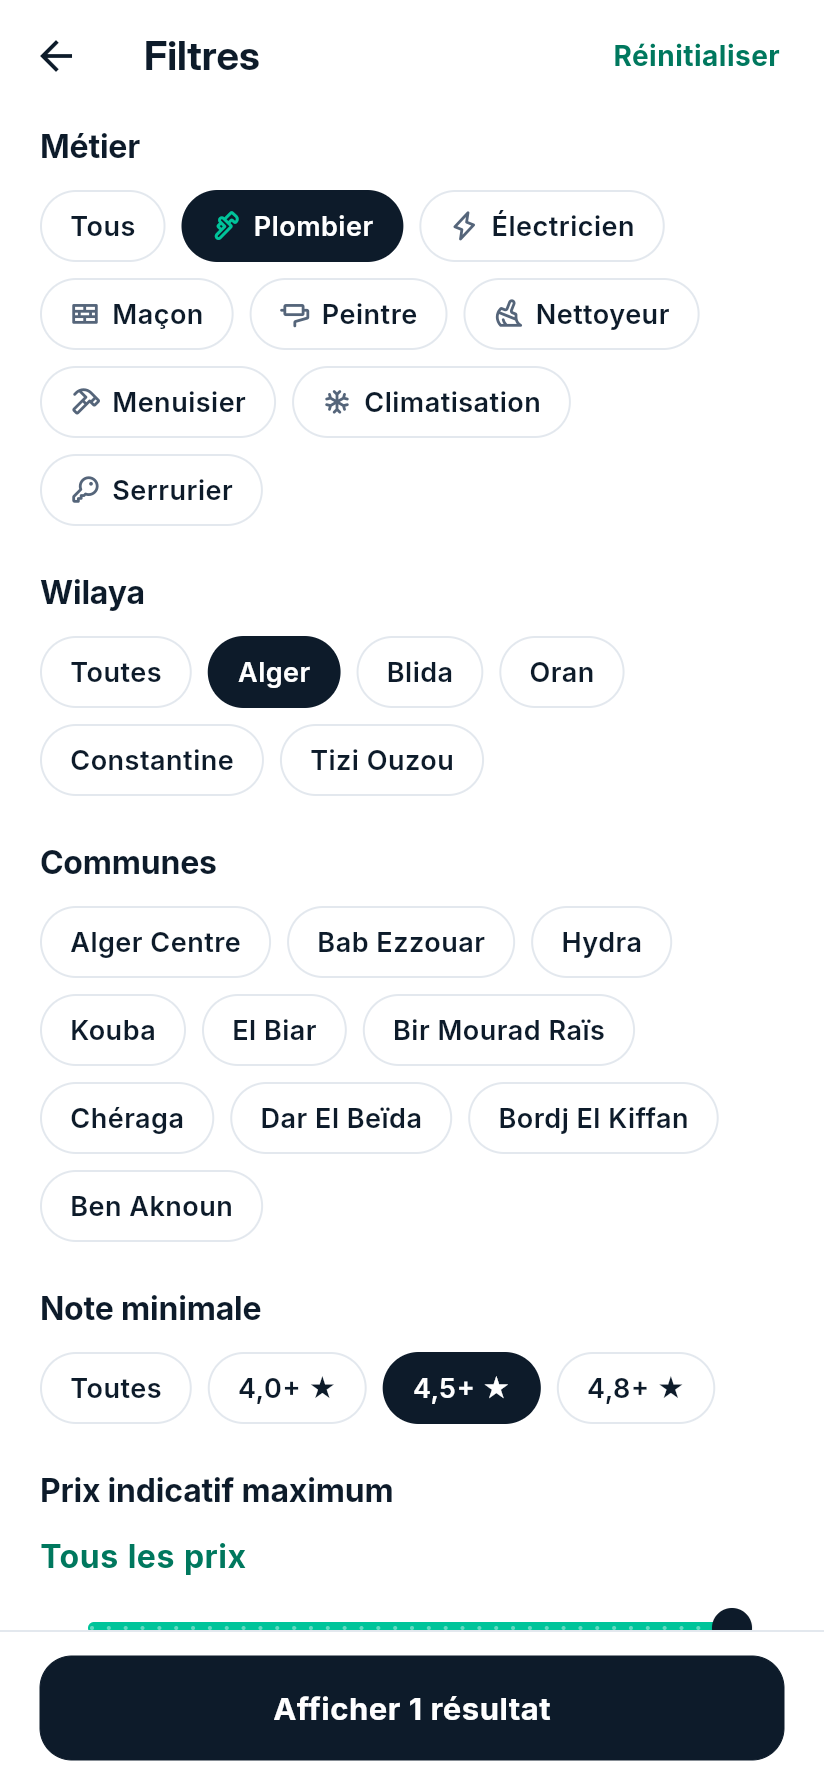 Filtres
Réinitialiser
Métier
Tous
Plombier
Électricien
Maçon
Peintre
Nettoyeur
Menuisier
Climatisation
Serrurier
Wilaya
Toutes
Alger
Blida
Oran
Constantine
Tizi Ouzou
Communes
Alger Centre
Bab Ezzouar
Hydra
Kouba
El Biar
Bir Mourad Raïs
Chéraga
Dar El Beïda
Bordj El Kiffan
Ben Aknoun
Note minimale
Toutes
4,0+ ★
4,5+ ★
4,8+ ★
Prix indicatif maximum
Tous les prix
Afficher 1 résultat